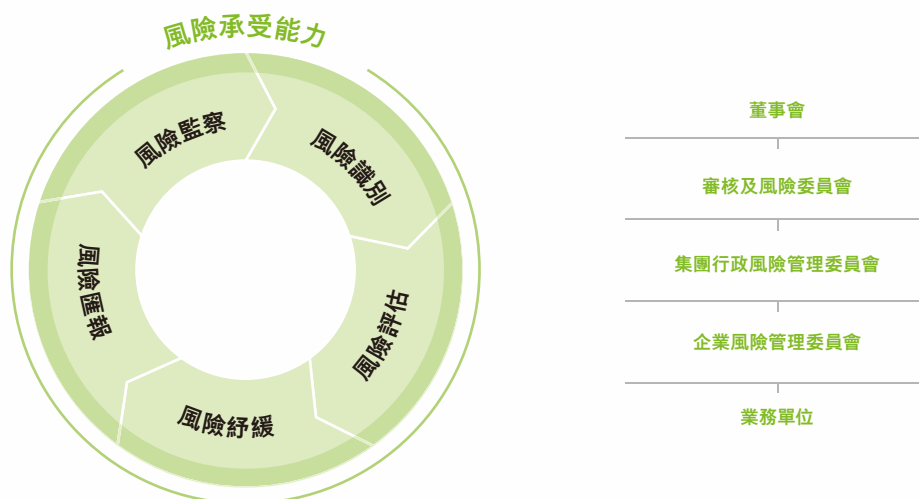 風險承受能力
風險識別
風險評估
風險紓緩
風險匯報
風險監察
董事會
審核及風險委員會
集團行政風險管理委員會
企業風險管理委員會
業務單位